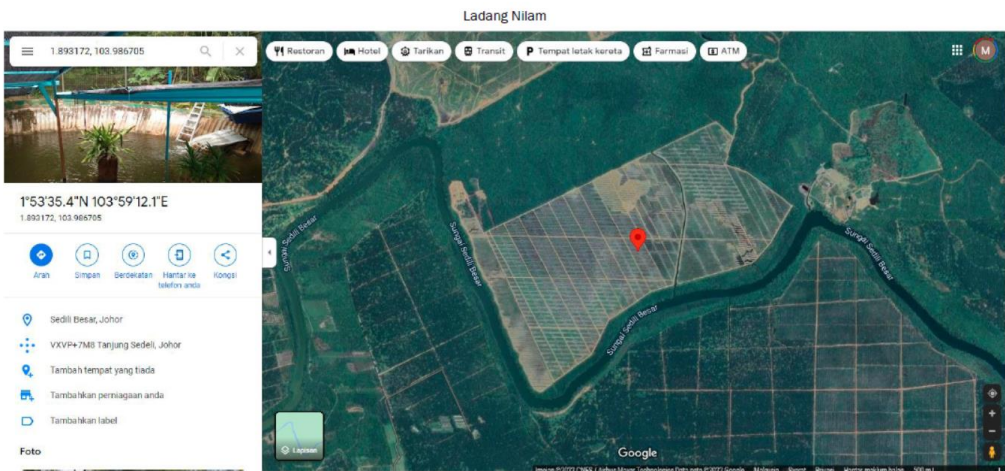 Ladang Nilam
1.893172, 103.986705
Restoran
Hotel
Tarikan
Transit
P Tempat letak kereta
Farmasi
ATM
M
1°53'35.4"N 103°59'12.1"E
1.893172, 103.986705
Arah
Simpan
Berdekatan
Hantar ke
telefon anda
Kongsi
Sedili Besar, Johor
VXVP+7M8 Tanjung Sedeli, Johor
Tambah tempat yang tiada
Tambahkan perniagaan anda
Tambahkan label
Foto
Sungai Sedili Besar
Sungai Sedili Besar
Sungai Sedili Besar
Sungai Sedili Besar
Lapisan
Google